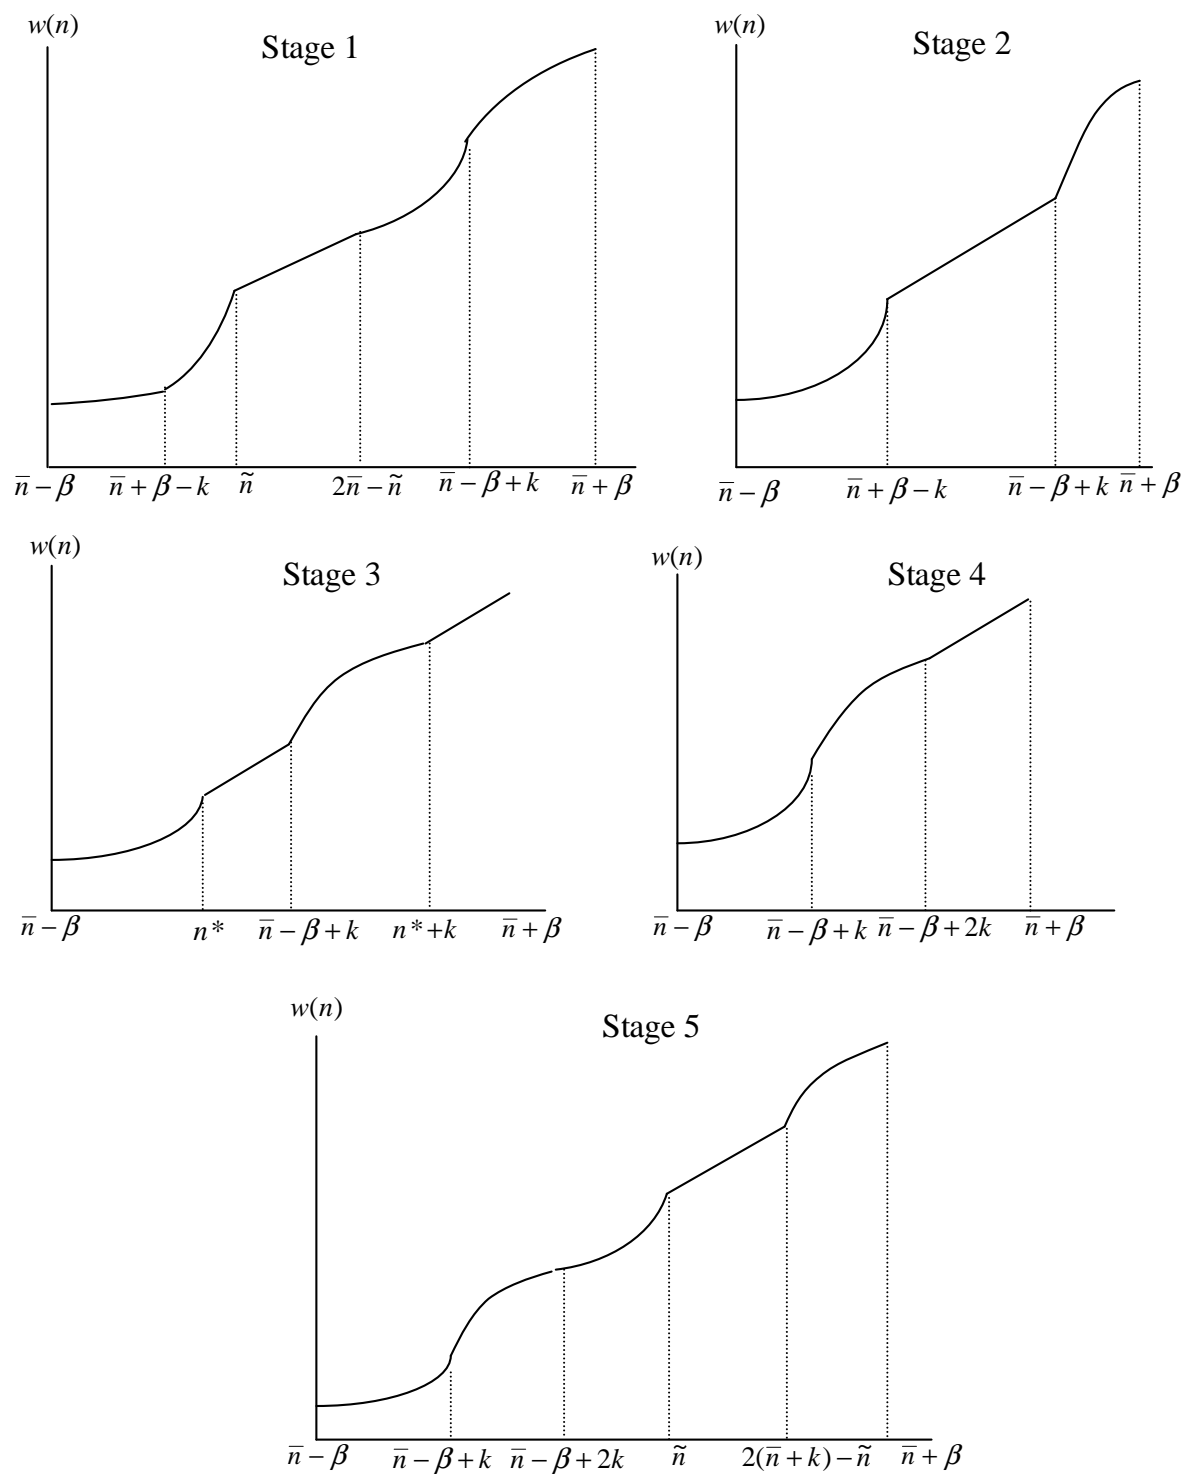 w(n) Stage 1
n̄ − β n̄ + β − k ñ 2n̄ − ñ n̄ − β + k n̄ + β
w(n) Stage 2
n̄ − β n̄ + β − k n̄ − β + k n̄ + β
w(n) Stage 3
n̄ − β n* n̄ − β + k n* + k n̄ + β
w(n) Stage 4
n̄ − β n̄ − β + k n̄ − β + 2k n̄ + β
w(n) Stage 5
n̄ − β n̄ − β + k n̄ − β + 2k ñ 2(n̄ + k) − ñ n̄ + β